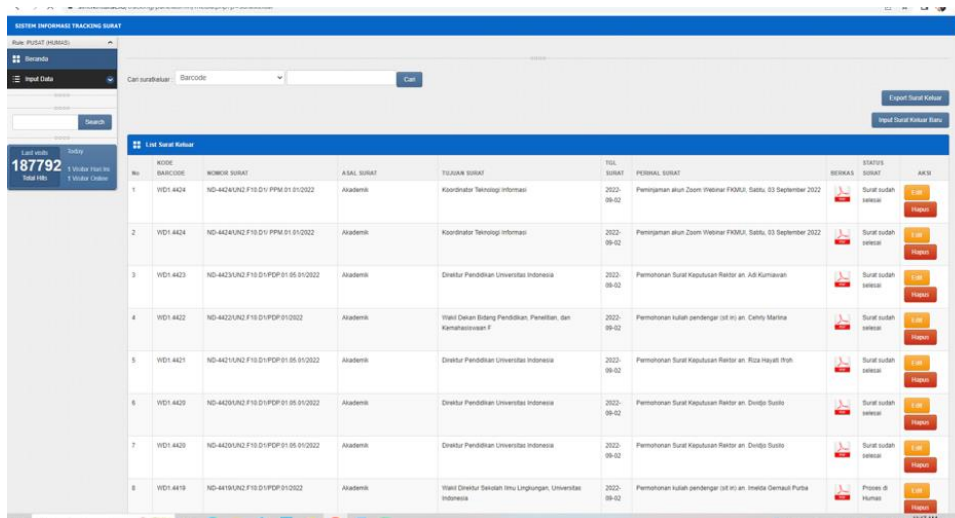 SISTEM INFORMASI TRACKING SURAT
Rule: PUSAT (HUMAS)
Beranda
Input Data
Search
Last visits Today
187792
Total Hits
1 Visitor Hari Ini
1 Visitor Online
Cari suratkeluar : Barcode Cari
Export Surat Keluar
Input Surat Keluar Baru
List Surat Keluar
No KODE BARCODE NOMOR SURAT ASAL SURAT TUJUAN SURAT TGL SURAT PERIHAL SURAT BERKAS STATUS SURAT AKSI
1 WD1.4424 ND-4424/UN2.F10.D1/ PPM.01.01/2022 Akademik Koordinator Teknologi Informasi 2022-09-02 Peminjaman akun Zoom Webinar FKMUI, Sabtu, 03 September 2022 Surat sudah selesai Edit Hapus
2 WD1.4424 ND-4424/UN2.F10.D1/ PPM.01.01/2022 Akademik Koordinator Teknologi Informasi 2022-09-02 Peminjaman akun Zoom Webinar FKMUI, Sabtu, 03 September 2022 Surat sudah selesai Edit Hapus
3 WD1.4423 ND-4423/UN2.F10.D1/PDP.01.05.01/2022 Akademik Direktur Pendidikan Universitas Indonesia 2022-09-02 Permohonan Surat Keputusan Rektor an. Adi Kurniawan Surat sudah selesai Edit Hapus
4 WD1.4422 ND-4422/UN2.F10.D1/PDP.01/2022 Akademik Wakil Dekan Bidang Pendidikan, Penelitian, dan Kemahasiswaan F 2022-09-02 Permohonan kuliah pendengar (sit in) an. Martina Surat sudah selesai Edit Hapus
5 WD1.4421 ND-4421/UN2.F10.D1/PDP.01.05.01/2022 Akademik Direktur Pendidikan Universitas Indonesia 2022-09-02 Permohonan Surat Keputusan Rektor an. Riza Hayati Ifroh Surat sudah selesai Edit Hapus
6 WD1.4420 ND-4420/UN2.F10.D1/PDP.01.05.01/2022 Akademik Direktur Pendidikan Universitas Indonesia 2022-09-02 Permohonan Surat Keputusan Rektor an. Dividjo Susilo Surat sudah selesai Edit Hapus
7 WD1.4420 ND-4420/UN2.F10.D1/PDP.01.05.01/2022 Akademik Direktur Pendidikan Universitas Indonesia 2022-09-02 Permohonan Surat Keputusan Rektor an. Dividjo Susilo Surat sudah selesai Edit Hapus
8 WD1.4419 ND-4419/UN2.F10.D1/PDP.01/2022 Akademik Wakil Direktur Sekolah Ilmu Lingkungan, Universitas Indonesia 2022-09-02 Permohonan kuliah pendengar (sit in) an. Imelda Gernauli Purba Proses di Humas Edit Hapus